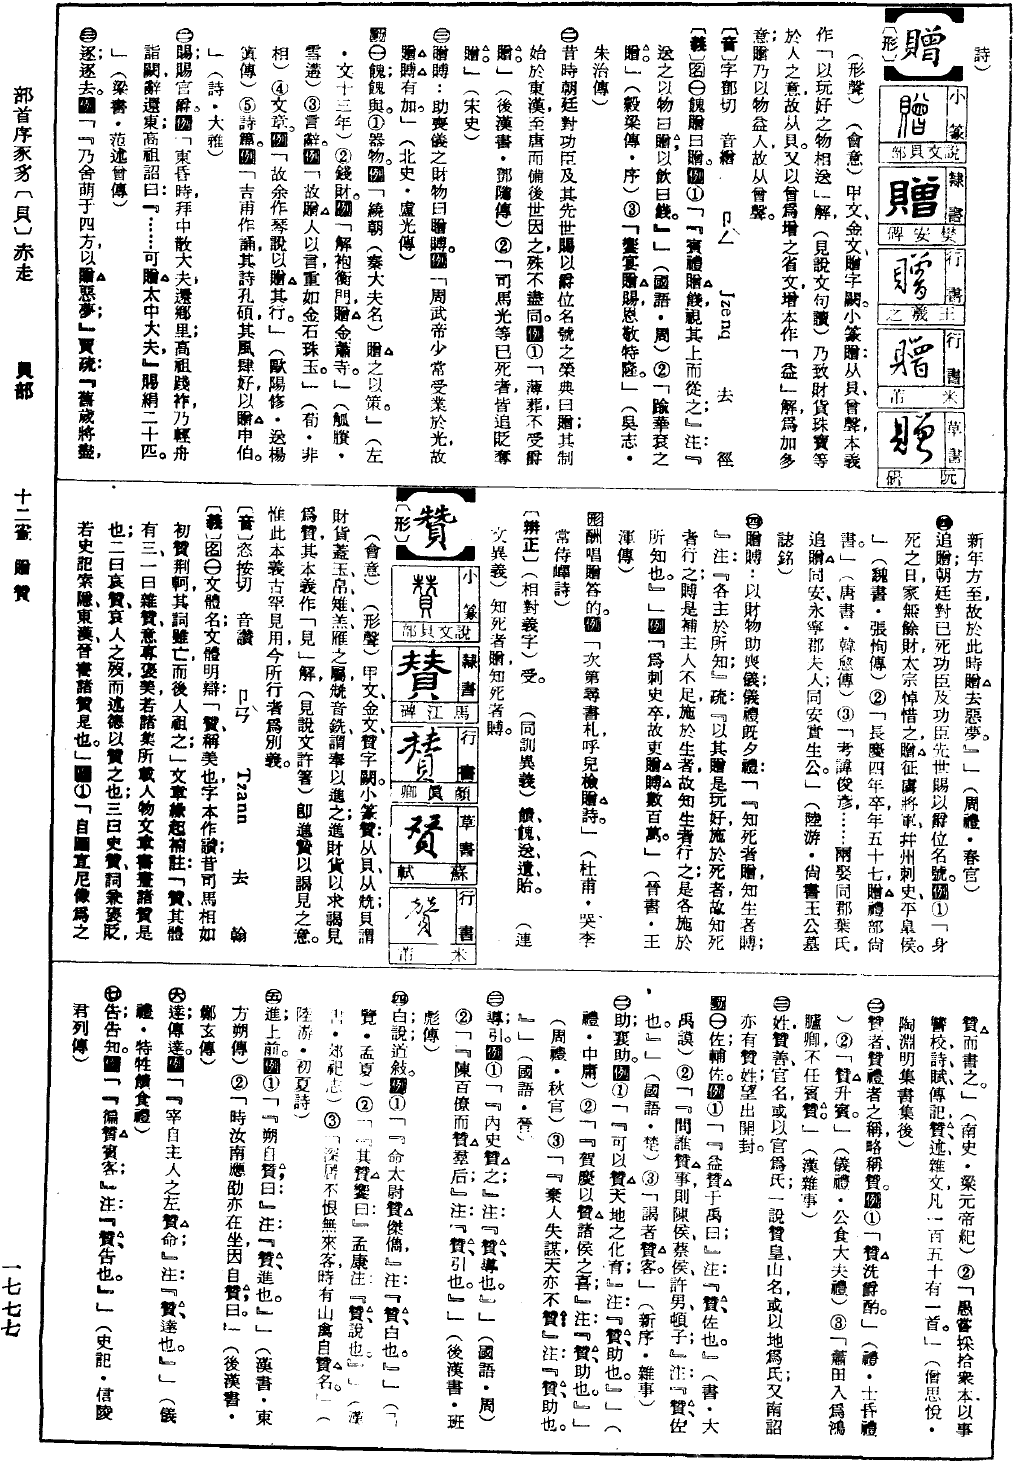 詩）
贈
〔形〕
小篆
說文貝部
隸書
樊安碑
行書
王羲之
行書
米芾
草書
阮研
（形聲）（會意）甲文、金文贈字闕。小篆贈：从貝、曾聲。本義
作「以玩好之物相送」解，（見說文句讀）乃致財貨珠寶等
於人之意，故从貝。又以曾為增之省文，增本作「益」解，為加多
意；贈乃以物益人，故从曾聲。
〔音〕字鄧切　音繒　ㄗㄥˋ　Jzenq　去　徑
〔義〕名㊀餽贈曰贈。例①「『賓禮贈餞，視其上而從之』注『
送之以物曰贈，以飲曰餞。』」（國語・周）②「踰華袞之
贈。」（穀梁傳・序）③「饗宴贈賜，恩敬特隆。」（吳志・
朱治傳）
㊁昔時朝廷對功臣及其先世賜以爵位名號之榮典曰贈；其制
始於東漢，至唐而備，後世因之，殊不盡同。例①「薄葬，不受爵
贈。」（後漢書・鄧隲傳）②「司馬光等已死者，皆追貶奪
贈。」（宋史）
㊂贈賻：助喪儀之財物曰贈賻。例「周武帝少常受業於光，故
贈賻有加。」（北史・盧光傳）
動㊀餽；餽與。①器物。例「繞朝（秦大夫名）贈之以策。」（左
・文十三年）②錢財。例「解袍衡門，贈金蕭寺。」（觚賸・
雪遘）③言辭。例「故贈人以言，重如金石珠玉。」（荀・非
相）④文章。例「故余作琴說以贈其行。」（歐陽修・送楊
寘傳）⑤詩篇。例「吉甫作誦，其詩孔碩，其風肆好，以贈申伯。
」（詩・大雅）
㊁賜；賜官爵。例「東昏時，拜中散大夫，還鄉里；高祖踐祚，乃輕舟
詣闕，辭還東；高祖詔曰：『……可贈太中大夫。』賜絹二十四。
」（梁書・范述曾傳）
㊂逐；逐去。例「『乃舍萌于四方以贈惡夢。』賈疏：『舊歲將盡，
新年方至，故於此時贈去惡夢。』」（周禮・春官）
㊃追贈：朝廷對已死功臣及功臣先世賜以爵位名號。例①「身
死之日，家無餘財，太宗悼惜之，贈征虜將軍、幷州刺史、平皐侯。
」（魏書・張恂傳）②「長慶四年卒，年五十七，贈禮部尚
書。」（唐書・韓愈傳）③「考諱俊彥……兩娶同郡葉氏，
追贈同安、永寧郡夫人；同安實生公。」（陸游・尚書王公墓
誌銘）
㊄贈賻：以財物助喪儀；儀禮旣夕禮：「『知死者贈，知生者賻；
』注：『各主於所知。』疏『以其贈是玩好，施於死者，故知死
者行之；賻是補主人不足，施於生者，故知生者行之；是各施於
所知也。』」例「為刺史卒，故吏贈賻數百萬。」（晉書・王
渾傳）
形酬唱贈答的。例「次第尋書札，呼兒檢贈詩。」（杜甫・哭李
常侍嶧詩）
〔辨正〕（相對義字）受。　（同訓異義）饋、餽、送、遺、貽。　（連
文異義）知死者贈，知死者賻。
贊
〔形〕
小篆
說文貝部
隸書
馬江碑
行書
顏眞卿
草書
蘇軾
行書
米芾
（會意）（形聲）甲文、金文贊字闕。小篆贊：从貝、从兟，貝謂
財貨，蓋玉、帛、雉、羔、雁之屬，兟音銑，謂奉以進之，進財貨以求謁見
為贊，其本義作「見」解，（見說文許箸）卽進贊以謁見之意。
惟此本義古罕見用，今所行者為別義。
〔音〕恣按切　音讚　ㄗㄢˋ　Tzann　去　翰
〔義〕名㊀文體名；文體明辯：「贊，稱美也，字本作讚。昔司馬相如
初贊荆軻，其詞雖亡，而後人祖之；」文章緣起補註：「贊，其體
有三：一曰雜贊，意專褒美，若諸集所載人物文章書畫諸贊是
也；二曰哀贊，哀人之歿而述德以贊之也；三曰史贊，詞兼褒貶，
若史記索隱、東漢、晉書諸贊是也。」例①「自圖宣尼像，為之
贊而書之。」（南史・梁元帝紀）②「愚嘗採拾衆本，以事
讐校，詩、賦、傳、記、贊、述、雜文，凡一百五十有一首。」（僧思悅・
陶淵明集書集後）
㊁贊者，贊禮者之稱，略稱贊。例①「贊洗爵酌。」（禮・士昏禮
）②「贊升賓。」（儀禮・公食大夫禮）③「蕭田入為鴻
臚卿，不任賓贊。」（漢雜事）
㊂姓，贊善官名，或以官為氏；一說贊皇山名，或以地為氏；又南詔
亦有贊姓，望出開封。
動㊀佐；輔佐。例①「『益贊于禹曰』注『贊，佐也。』」（書・大
禹謨）②「『問誰贊事，則陳侯、蔡侯、許男、頓子』注：『贊，佐
也。』」（國語・楚）③「謁者贊客。」（新序・雜事）
㊁助；襄助。例①「『可以贊天地之化育』注：『贊，助也。』」（
禮・中庸）②「『賀慶以贊諸侯之喜』注『贊，助也。』」
（周禮・秋官）③「『棄人失謀，天亦不贊』注『贊，助也。
』」（國語・晉）
㊂導；引。例①「『內史贊之』注『贊，導也。』」（國語・周）
②「『陳百僚而贊羣后』注『贊，引也。』」（後漢書・班
彪傳）
㊃白；說道；敍。例①「『命太尉贊傑儁』注『贊，白也。』」（呂
覽・孟夏）②「『其贊饗曰』孟康注『贊，說也。』」（漢
書・郊祀志）③「深居不恨無來客，時有山禽自贊名。」（
陸游・初夏詩）
㊄進；上前。例①「『朔自贊曰』注『贊，進也。』」（漢書・東
方朔傳）②「時汝南應劭亦在坐，因自贊曰。」（後漢書・
鄭玄傳）
㊅達；傳達。例「『宰自主人之左贊命』注『贊，達也。』」（儀
禮・特牲饋食禮）
㊆告；告知。例「『徧贊賓客』注『贊，告也。』」（史記・信陵
君列傳）
部首序　豕豸〔貝〕赤走　貝部　十二畫　贈贊　一七七七